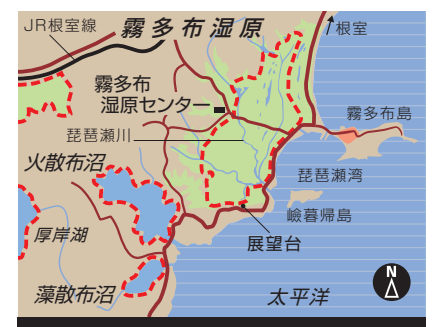 JR根室線
霧多布湿原
根室
霧多布
湿原センター
霧多布島
琵琶瀬川
火散布沼
琵琶瀬湾
嶮暮帰島
厚岸湖
展望台
藻散布沼
太平洋
N